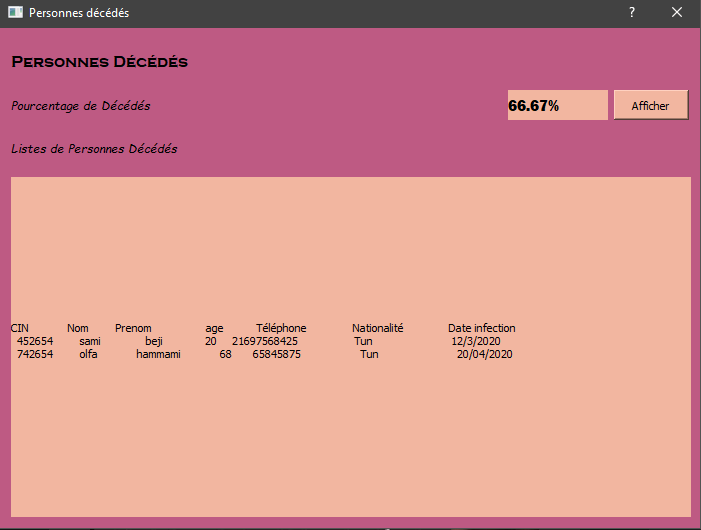 Personnes décédés
Personnes Décédés
Pourcentage de Décédés 66.67% Afficher
Listes de Personnes Décédés
CIN Nom Prenom age Téléphone Nationalité Date infection
452654 sami beji 20 21697568425 Tun 12/3/2020
742654 olfa hammami 68 65845875 Tun 20/04/2020